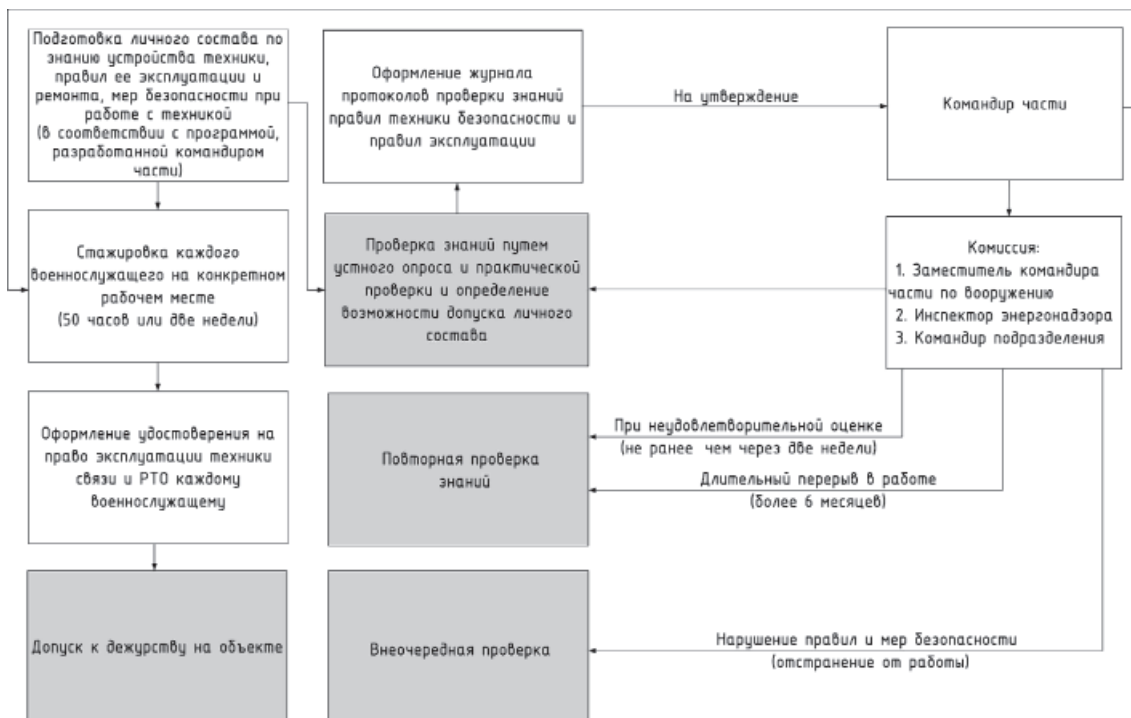 Подготовка личного состава по
знанию устройства техники,
правил ее эксплуатации и
ремонта, мер безопасности при
работе с техникой
(в соответствии с программой,
разработанной командиром
части)
Оформление журнала
протоколов проверки знаний
правил техники безопасности и
правил эксплуатации
На утверждение
Командир части
Стажировка каждого
военнослужащего на конкретном
рабочем месте
(50 часов или две недели)
Проверка знаний путем
устного опроса и практической
проверки и определение
возможности допуска личного
состава
Комиссия:
1. Заместитель командира
части по вооружению
2. Инспектор энергонадзора
3. Командир подразделения
Оформление удостоверения на
право эксплуатации техники
связи и РТО каждому
военнослужащему
Повторная проверка
знаний
При неудовлетворительной оценке
(не ранее чем через две недели)
Длительный перерыв в работе
(более 6 месяцев)
Допуск к дежурству на объекте
Внеочередная проверка
Нарушение правил и мер безопасности
(отстранение от работы)